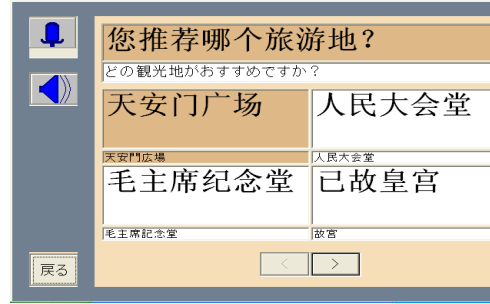 您推荐哪个旅游地？
どの観光地がおすすめですか？
天安门广场
人民大会堂
天安門広場
人民大会堂
毛主席纪念堂
已故皇宫
毛主席記念堂
故宮
戻る
<
>